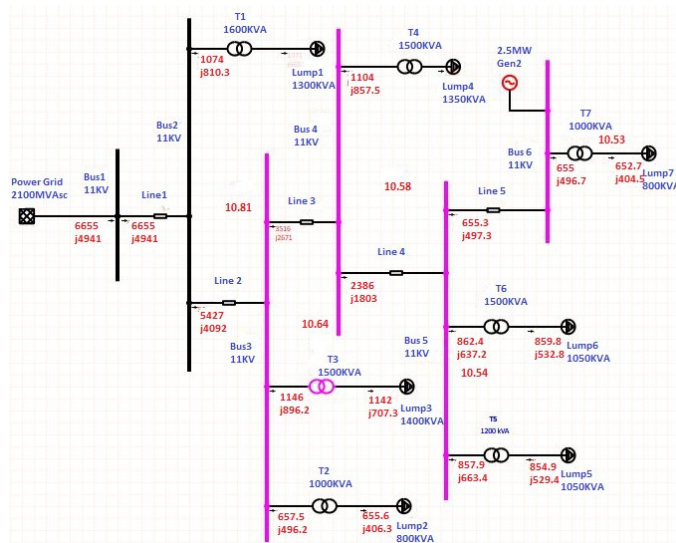 T1
1600KVA
1074
j810.3
Lump1
1300KVA
T4
1500KVA
1104
j857.5
Lump4
1350KVA
2.5MW
Gen2
T7
1000KVA
10.53
655
j496.7
652.7
j404.5
Lump7
800KVA
Bus2
11KV
Bus 4
11KV
Bus 6
11KV
Bus1
11KV
Power Grid
2100MVAsc
Line1
6655
j4941
6655
j4941
10.81
Line 3
3516
j2671
10.58
Line 5
655.3
j497.3
Line 4
2386
j1803
Line 2
5427
j4092
10.64
Bus3
11KV
T3
1500KVA
1146
j896.2
1142
j707.3
Lump3
1400KVA
Bus 5
11KV
T6
1500KVA
862.4
j637.2
859.8
j532.8
Lump6
1050KVA
10.54
T5
1200 kVA
857.9
j663.4
854.9
j529.4
Lump5
1050KVA
T2
1000KVA
657.5
j496.2
655.6
j406.3
Lump2
800KVA